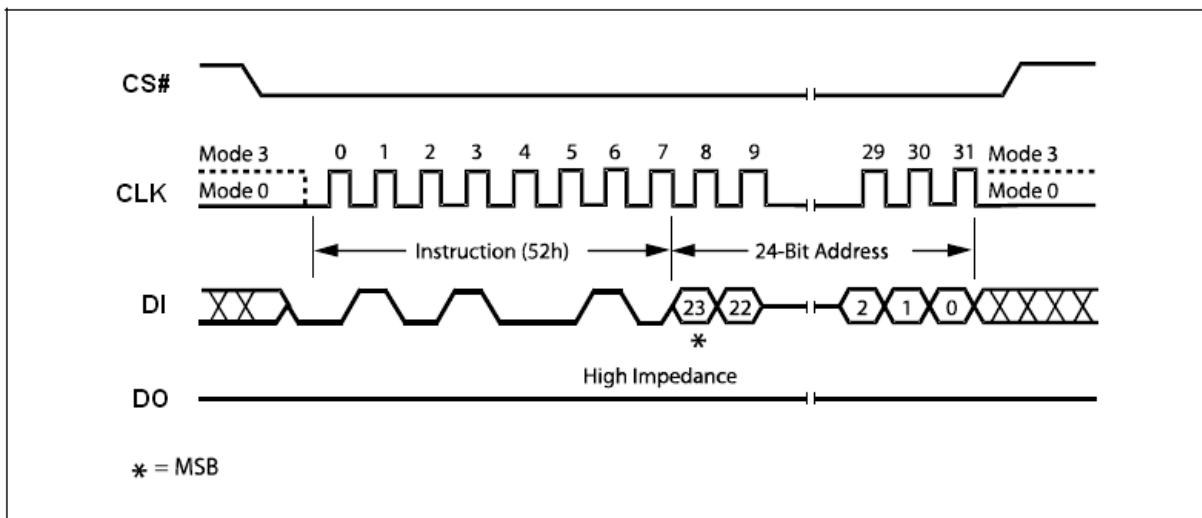 CS#
Mode 3 0 1 2 3 4 5 6 7 8 9 29 30 31 Mode 3
CLK Mode 0 Mode 0
Instruction (52h) 24-Bit Address
DI 23 22 2 1 0
*
High Impedance
DO
* = MSB